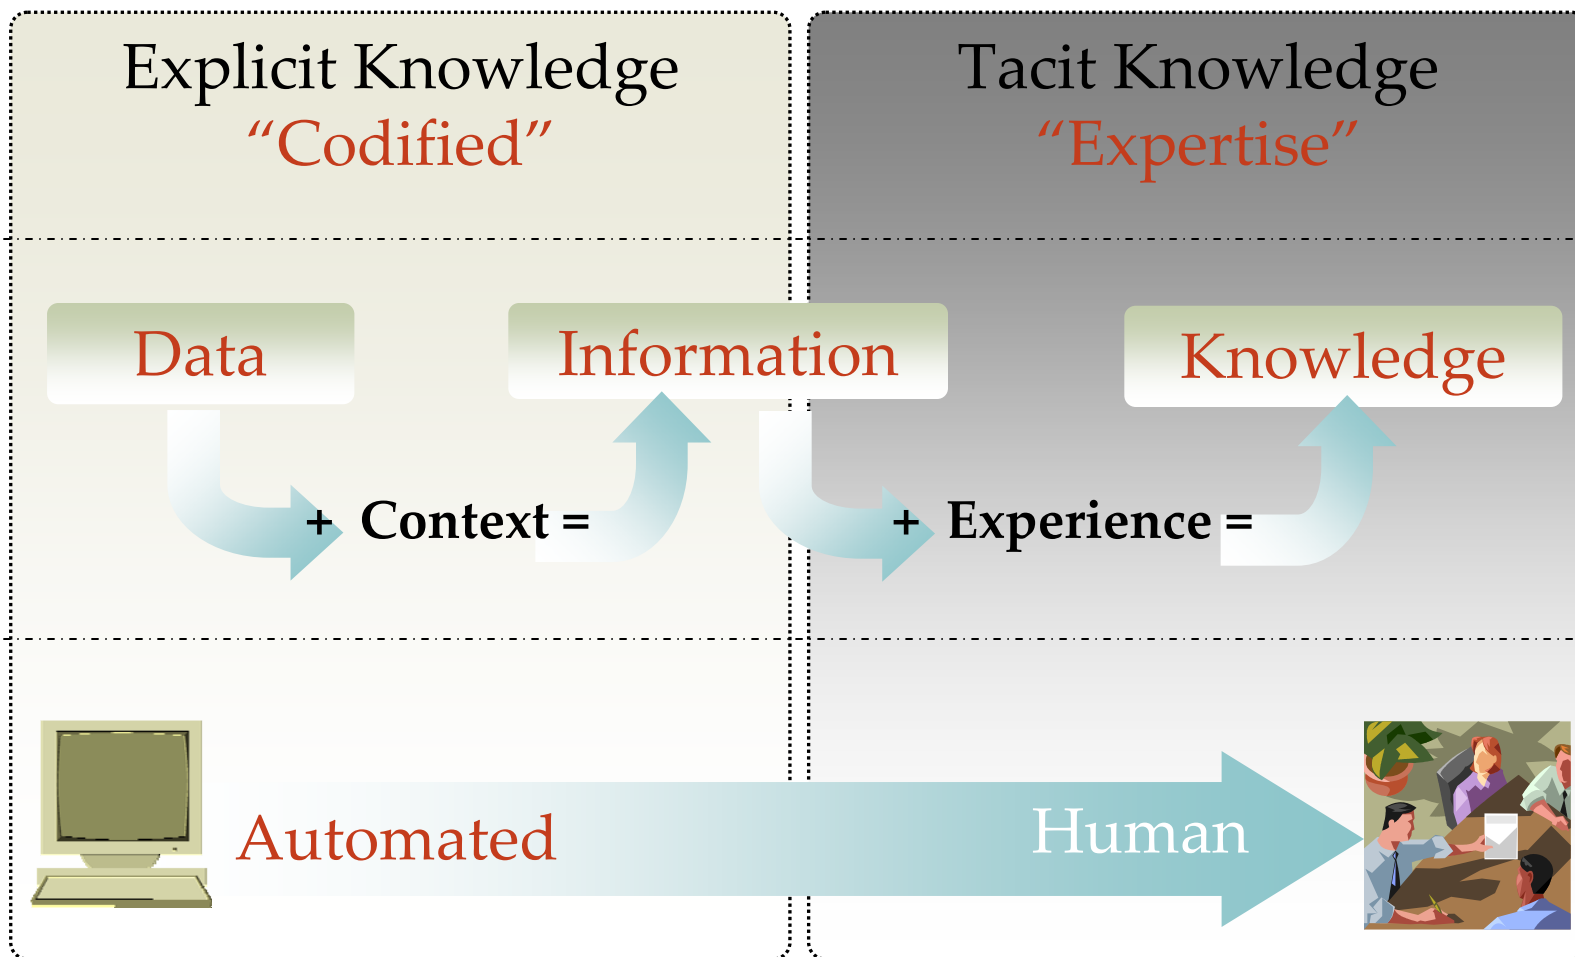 Explicit Knowledge
“Codified”
Tacit Knowledge
“Expertise”
Data
Information
Knowledge
+ Context =
+ Experience =
Automated
Human